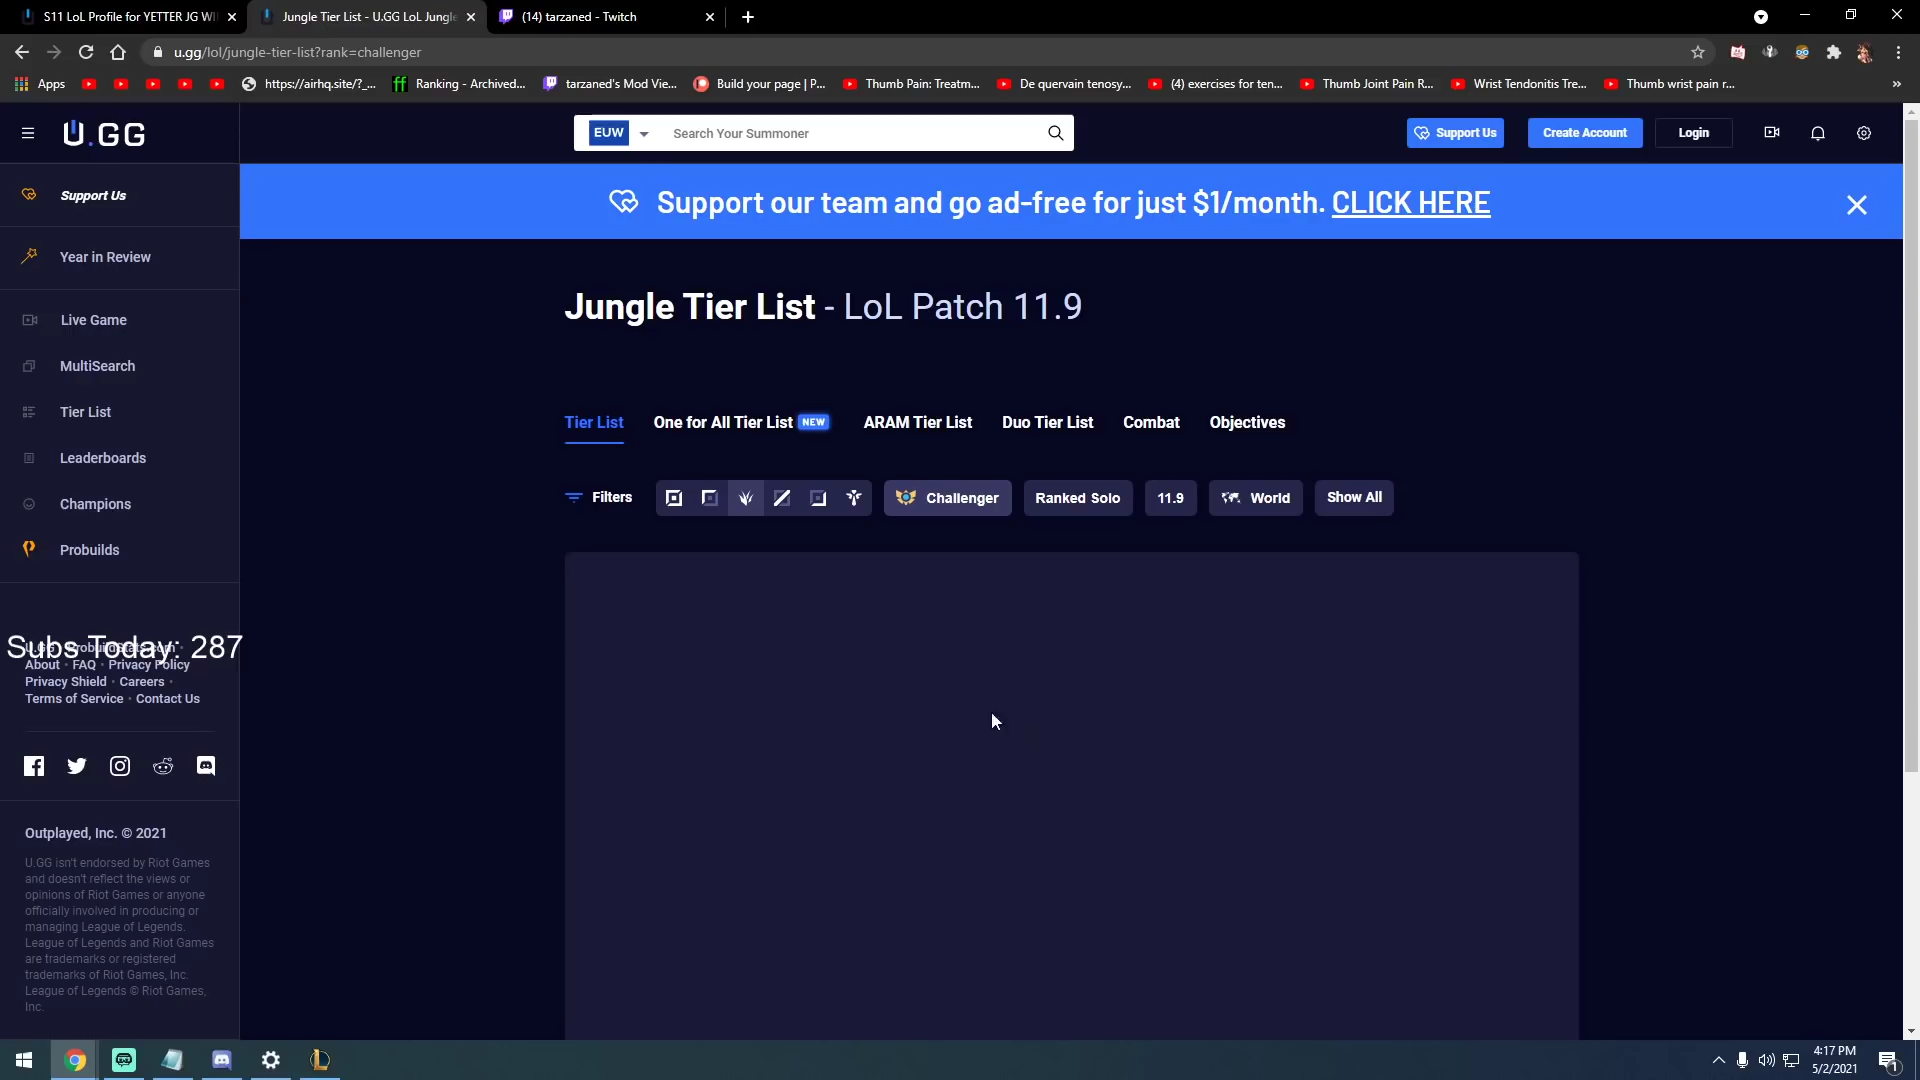 S11 LoL Profile for YETTER JG WI
Jungle Tier List - U.GG LoL Jungle
(14) tarzaned - Twitch
u.gg/lol/jungle-tier-list?rank=challenger
Apps
https://airhq.site/?_...
ff
Ranking - Archived...
tarzaned's Mod Vie...
Build your page | P...
Thumb Pain: Treatm...
De quervain tenosy...
(4) exercises for ten...
Thumb Joint Pain R...
Wrist Tendonitis Tre...
Thumb wrist pain r...
U.GG
EUW
Search Your Summoner
Support Us
Create Account
Login
Support Us
Support our team and go ad-free for just $1/month. CLICK HERE
Year in Review
Live Game
MultiSearch
Tier List
Leaderboards
Champions
Probuilds
Jungle Tier List - LoL Patch 11.9
Tier List
One for All Tier List NEW
ARAM Tier List
Duo Tier List
Combat
Objectives
Filters
Challenger
Ranked Solo
11.9
World
Show All
Subs Today: 287
About · FAQ · Privacy Policy
Privacy Shield · Careers ·
Terms of Service · Contact Us
Outplayed, Inc. © 2021
U.GG isn't endorsed by Riot Games
and doesn't reflect the views or
opinions of Riot Games or anyone
officially involved in producing or
managing League of Legends.
League of Legends and Riot Games
are trademarks or registered
trademarks of Riot Games, Inc.
League of Legends © Riot Games,
Inc.
4:17 PM
5/2/2021
1